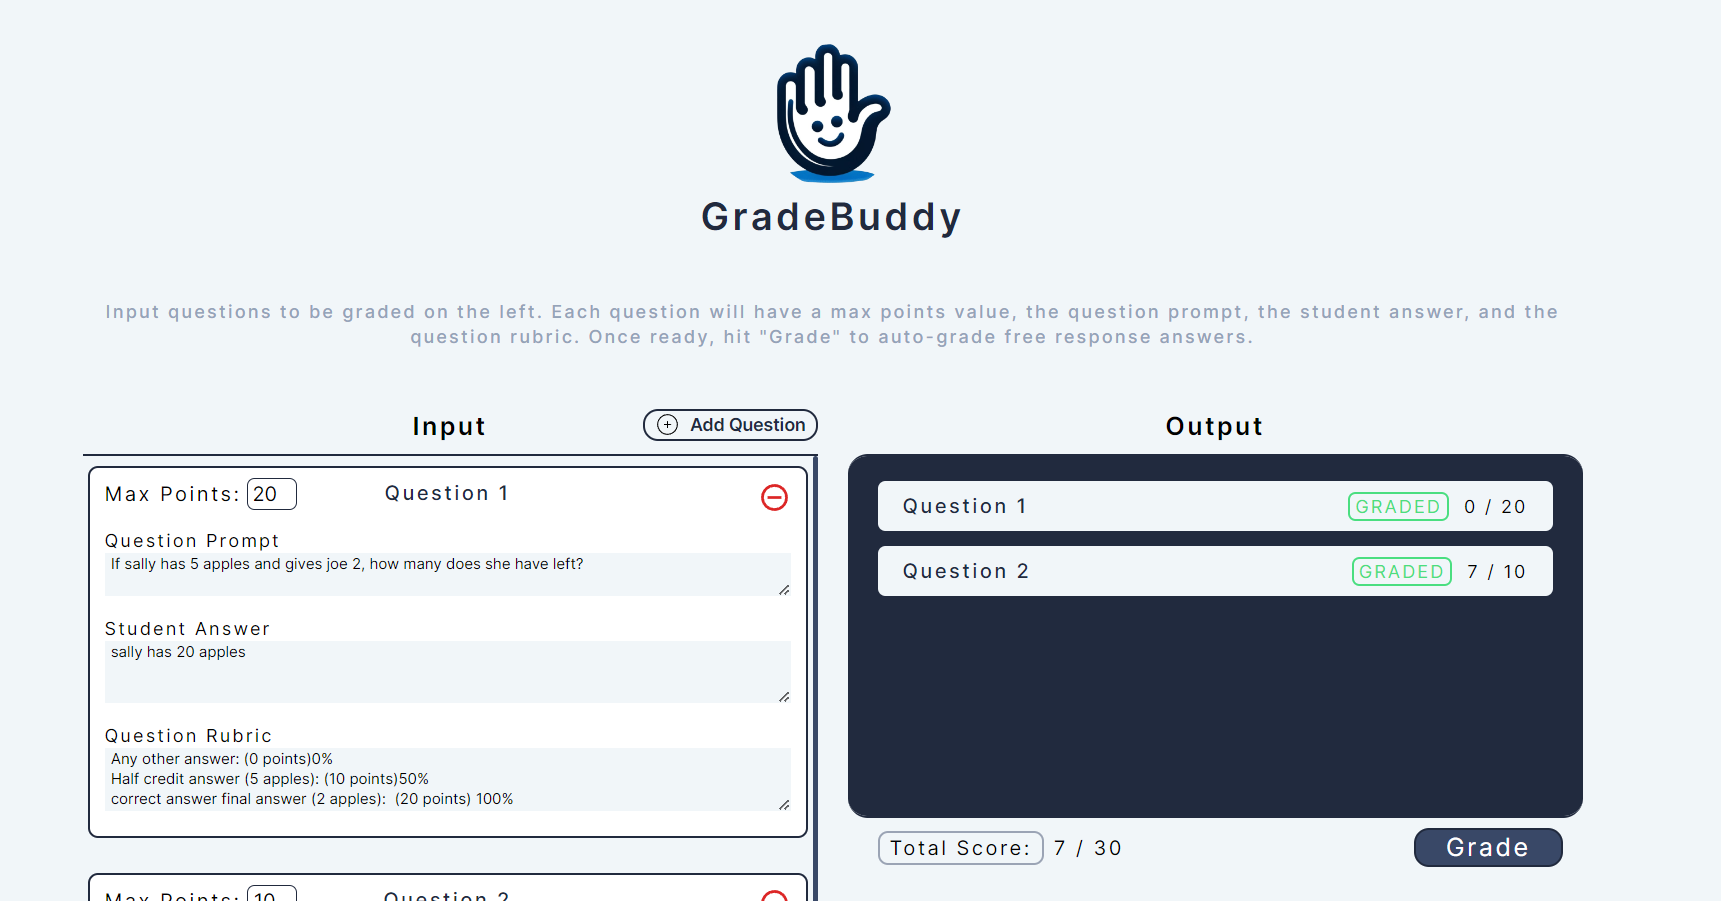 GradeBuddy
Input questions to be graded on the left. Each question will have a max points value, the question prompt, the student answer, and the
question rubric. Once ready, hit "Grade" to auto-grade free response answers.
Input
Add Question
Max Points: 20
Question 1
Question Prompt
If sally has 5 apples and gives joe 2, how many does she have left?
Student Answer
sally has 20 apples
Question Rubric
Any other answer: (0 points)0%
Half credit answer (5 apples): (10 points)50%
correct answer final answer (2 apples):  (20 points) 100%
Max Points: 10
Question 2
Output
Question 1 GRADED 0 / 20
Question 2 GRADED 7 / 10
Total Score: 7 / 30
Grade